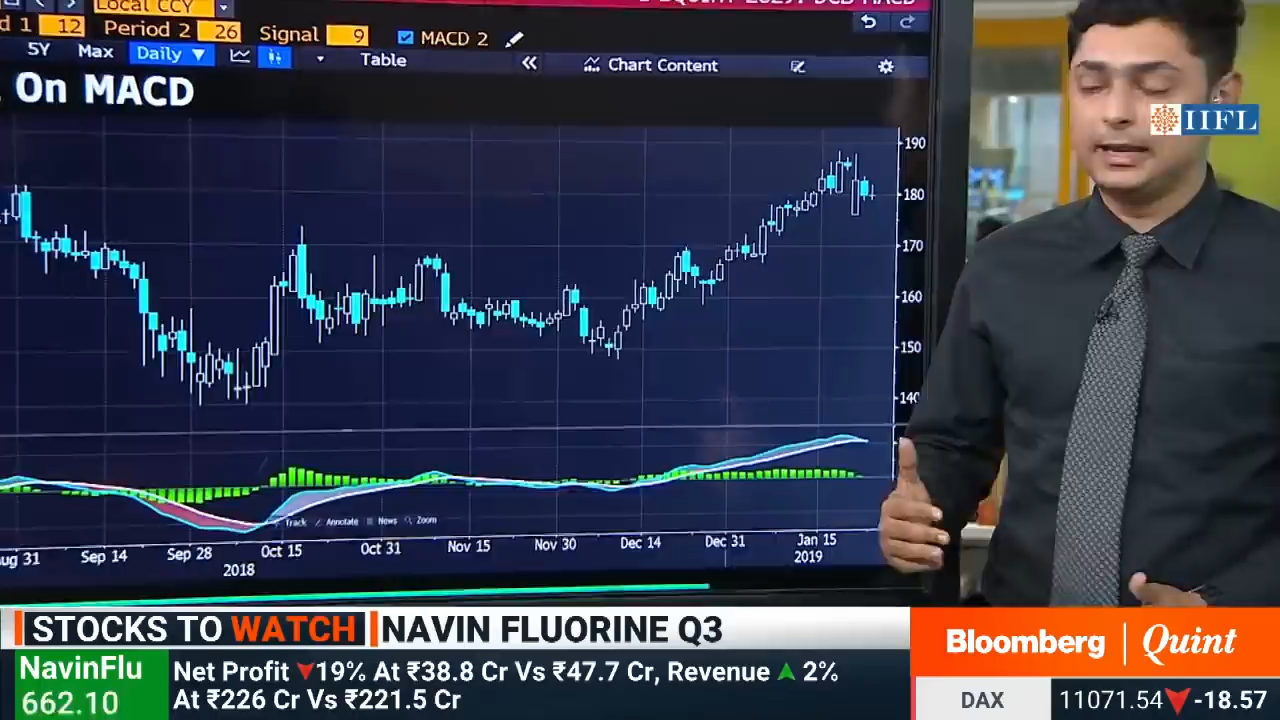 Local CCY
d 1 12 Period 2 26 Signal 9 MACD 2
5Y Max Daily ▼ Table « Chart Content
. On MACD
190
180
170
160
150
140
Track Annotate News Zoom
ug 31 Sep 14 Sep 28 Oct 15 Oct 31 Nov 15 Nov 30 Dec 14 Dec 31 Jan 15
2018 2019
IIFL
STOCKS TO WATCH NAVIN FLUORINE Q3
NavinFlu
662.10
Net Profit ▼19% At ₹38.8 Cr Vs ₹47.7 Cr, Revenue ▲ 2%
At ₹226 Cr Vs ₹221.5 Cr
Bloomberg | Quint
DAX 11071.54 ▼ -18.57